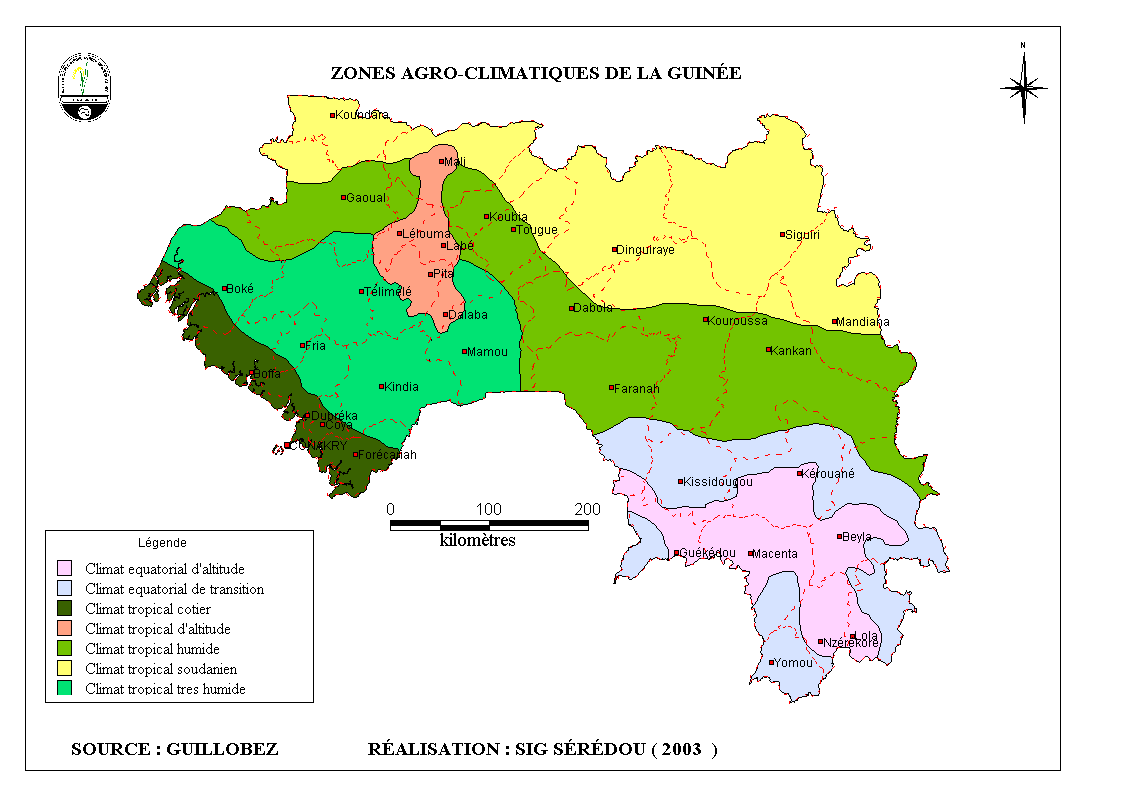 N
ZONES AGRO-CLIMATIQUES DE LA GUINÉE
Koundara
Mali
Gaoual
Koubia
Lélouma
Tougue
Siguiri
Labé
Dinguiraye
Pita
Boké
Télimélé
Dabola
Dalaba
Kouroussa
Mandiana
Fria
Mamou
Kankan
Boffa
Kindia
Faranah
Dupréka
Coya
CONAKRY
Forécariah
Kérouané
Kissidougou
0 100 200
kilomètres
Beyla
Guékédou
Macenta
Lola
Nzérékoré
Yomou
Légende
Climat equatorial d'altitude
Climat equatorial de transition
Climat tropical cotier
Climat tropical d'altitude
Climat tropical humide
Climat tropical soudanien
Climat tropical tres humide
SOURCE : GUILLOBEZ
RÉALISATION : SIG SÉRÉDOU ( 2003 )